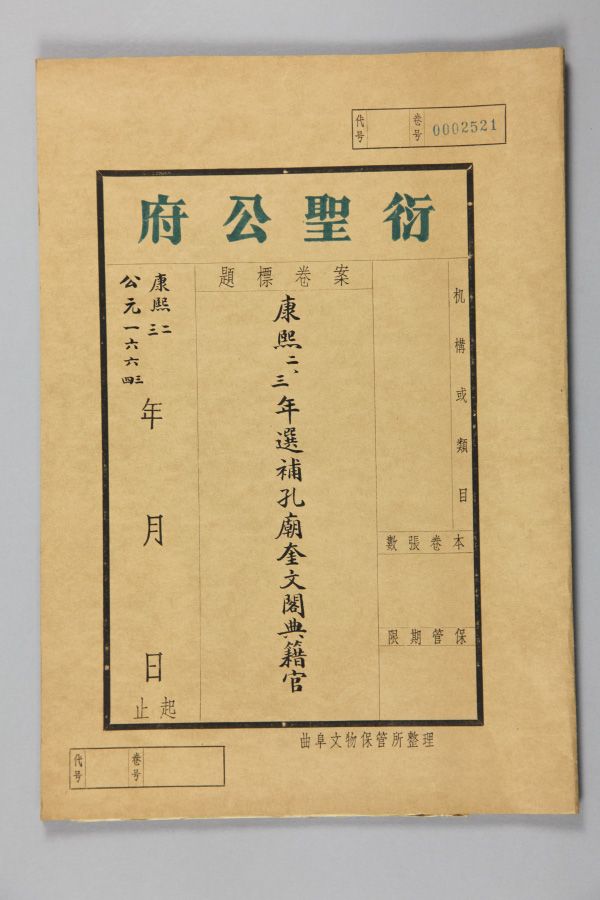 代号 卷号 0002521
衍聖公府
机構或類目
本卷張數
保管期限
案卷標題
康熙二、三年選補孔廟奎文閣典籍官
康熙二三
公元一六六三四
年 月 日
起止
曲阜文物保管所整理
代号 卷号